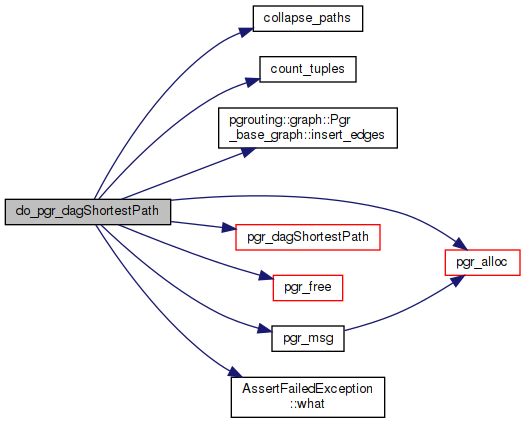 collapse_paths
count_tuples
pgrouting::graph::Pgr
_base_graph::insert_edges
do_pgr_dagShortestPath
pgr_dagShortestPath
pgr_alloc
pgr_free
pgr_msg
AssertFailedException
::what